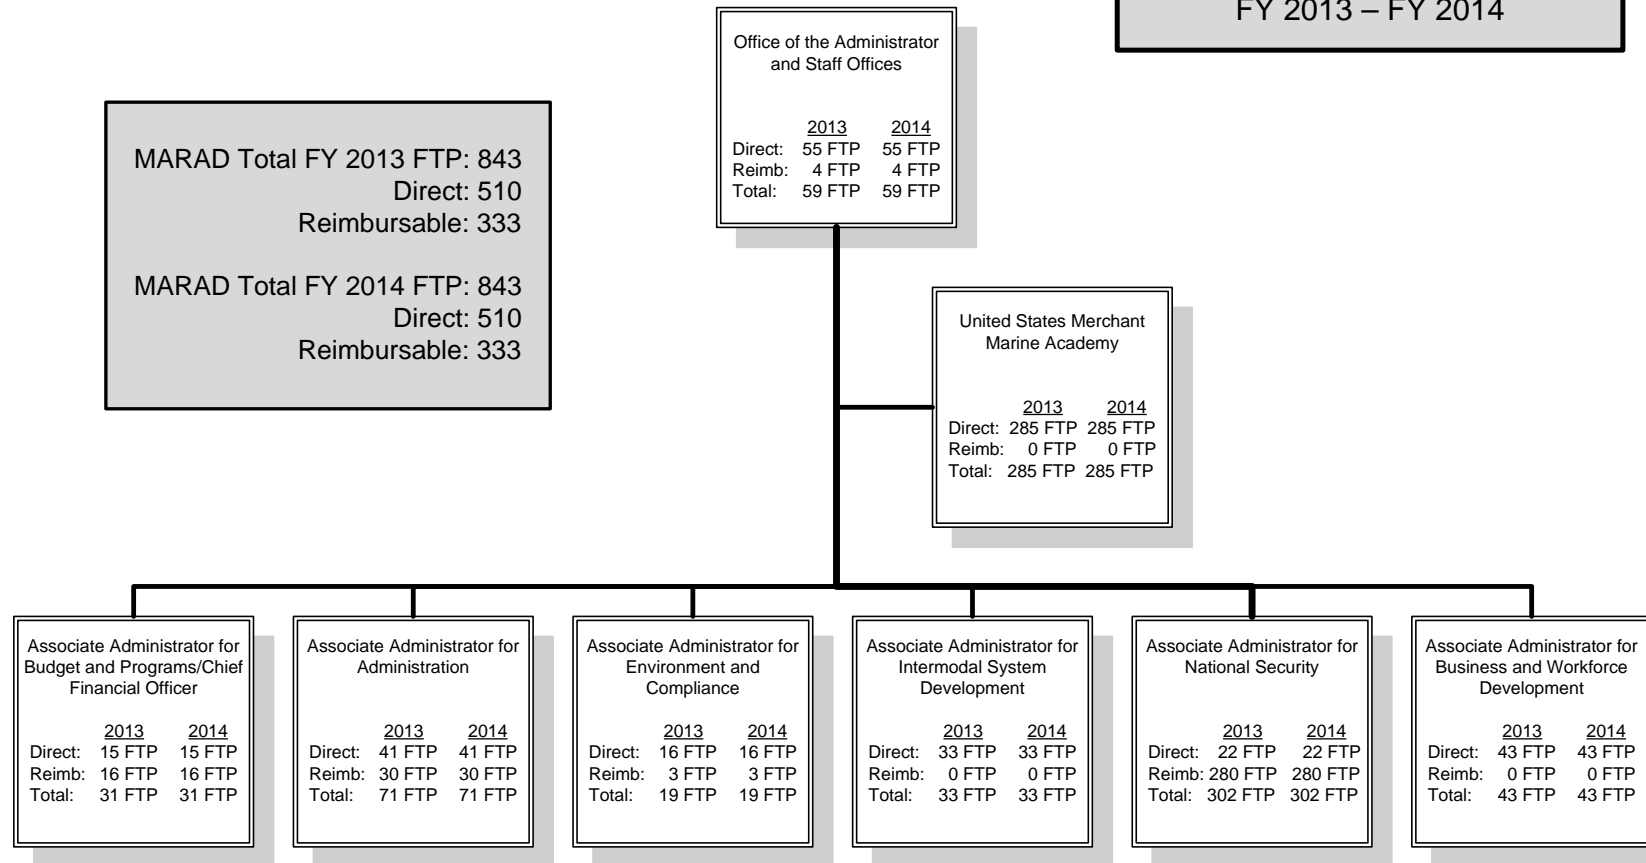 FY 2013 – FY 2014
Office of the Administrator
and Staff Offices
2013 2014
Direct: 55 FTP 55 FTP
Reimb: 4 FTP 4 FTP
Total: 59 FTP 59 FTP
MARAD Total FY 2013 FTP: 843
Direct: 510
Reimbursable: 333
MARAD Total FY 2014 FTP: 843
Direct: 510
Reimbursable: 333
United States Merchant
Marine Academy
2013 2014
Direct: 285 FTP 285 FTP
Reimb: 0 FTP 0 FTP
Total: 285 FTP 285 FTP
Associate Administrator for
Budget and Programs/Chief
Financial Officer
2013 2014
Direct: 15 FTP 15 FTP
Reimb: 16 FTP 16 FTP
Total: 31 FTP 31 FTP
Associate Administrator for
Administration
2013 2014
Direct: 41 FTP 41 FTP
Reimb: 30 FTP 30 FTP
Total: 71 FTP 71 FTP
Associate Administrator for
Environment and
Compliance
2013 2014
Direct: 16 FTP 16 FTP
Reimb: 3 FTP 3 FTP
Total: 19 FTP 19 FTP
Associate Administrator for
Intermodal System
Development
2013 2014
Direct: 33 FTP 33 FTP
Reimb: 0 FTP 0 FTP
Total: 33 FTP 33 FTP
Associate Administrator for
National Security
2013 2014
Direct: 22 FTP 22 FTP
Reimb: 280 FTP 280 FTP
Total: 302 FTP 302 FTP
Associate Administrator for
Business and Workforce
Development
2013 2014
Direct: 43 FTP 43 FTP
Reimb: 0 FTP 0 FTP
Total: 43 FTP 43 FTP